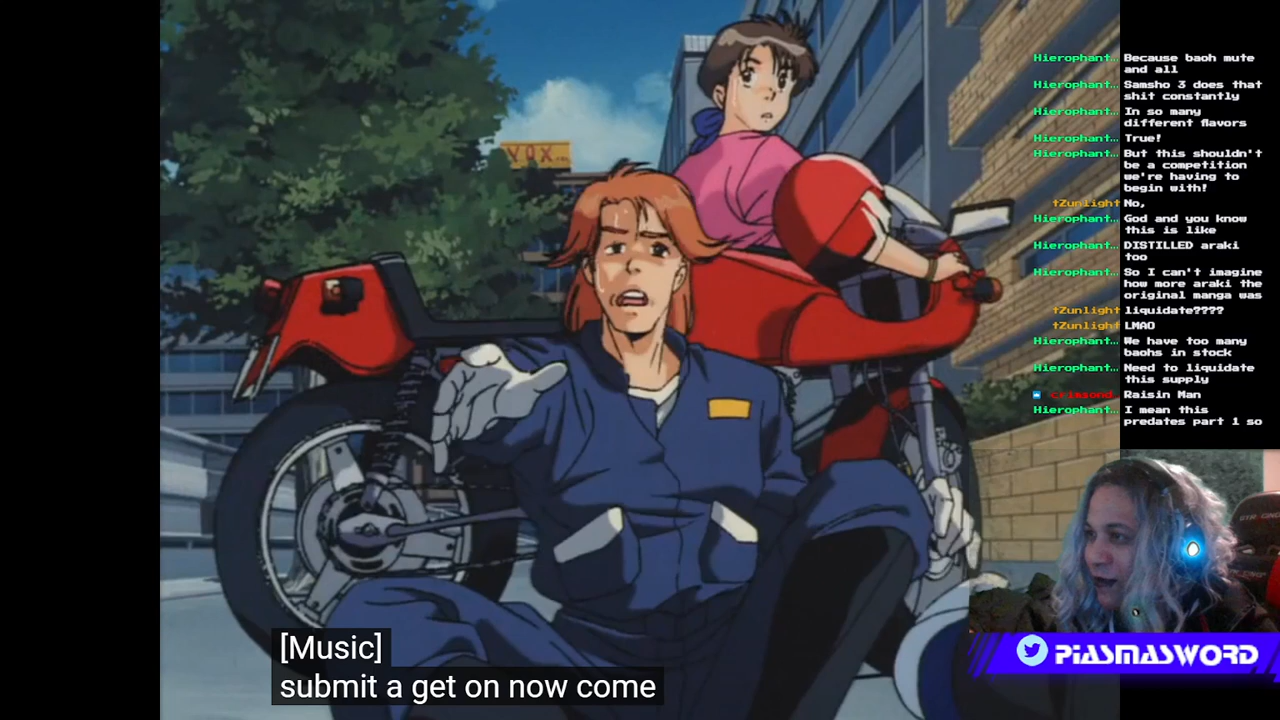 VOX
Hierophant… Because baoh mute
and all
Hierophant… Samsho 3 does that
shit constantly
Hierophant… In so many
different flavors
Hierophant… True!
Hierophant… But this shouldn't
be a competition
we're having to
begin with!
†Zunlight No,
Hierophant… God and you know
this is like
Hierophant… DISTILLED araki
too
Hierophant… So I can't imagine
how more araki the
original manga was
†Zunlight liquidate????
†Zunlight LMAO
Hierophant… We have too many
baohs in stock
Hierophant… Need to liquidate
this supply
crimsond Raisin Man
Hierophant… I mean this
predates part 1 so
PiASMASWORD
[Music]
submit a get on now come